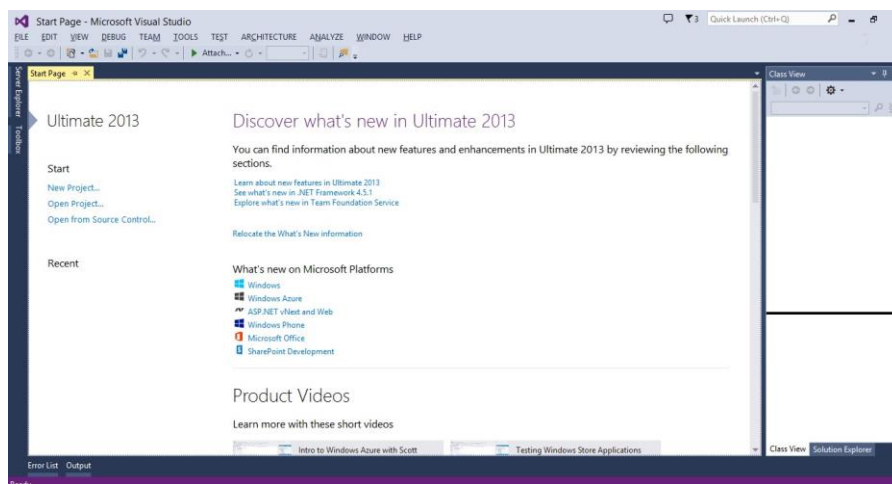 Start Page - Microsoft Visual Studio
3
Quick Launch (Ctrl+Q)
FILE EDIT VIEW DEBUG TEAM TOOLS TEST ARCHITECTURE ANALYZE WINDOW HELP
Attach...
Server Explorer
Toolbox
Start Page
Ultimate 2013
Start
New Project...
Open Project...
Open from Source Control...
Recent
Discover what's new in Ultimate 2013
You can find information about new features and enhancements in Ultimate 2013 by reviewing the following
sections.
Learn about new features in Ultimate 2013
See what's new in .NET Framework 4.5.1
Explore what's new in Team Foundation Service
Relocate the What's New information
What's new on Microsoft Platforms
Windows
Windows Azure
ASP.NET vNext and Web
Windows Phone
Microsoft Office
SharePoint Development
Product Videos
Learn more with these short videos
Intro to Windows Azure with Scott
Testing Windows Store Applications
Class View
Class View Solution Explorer
Error List Output